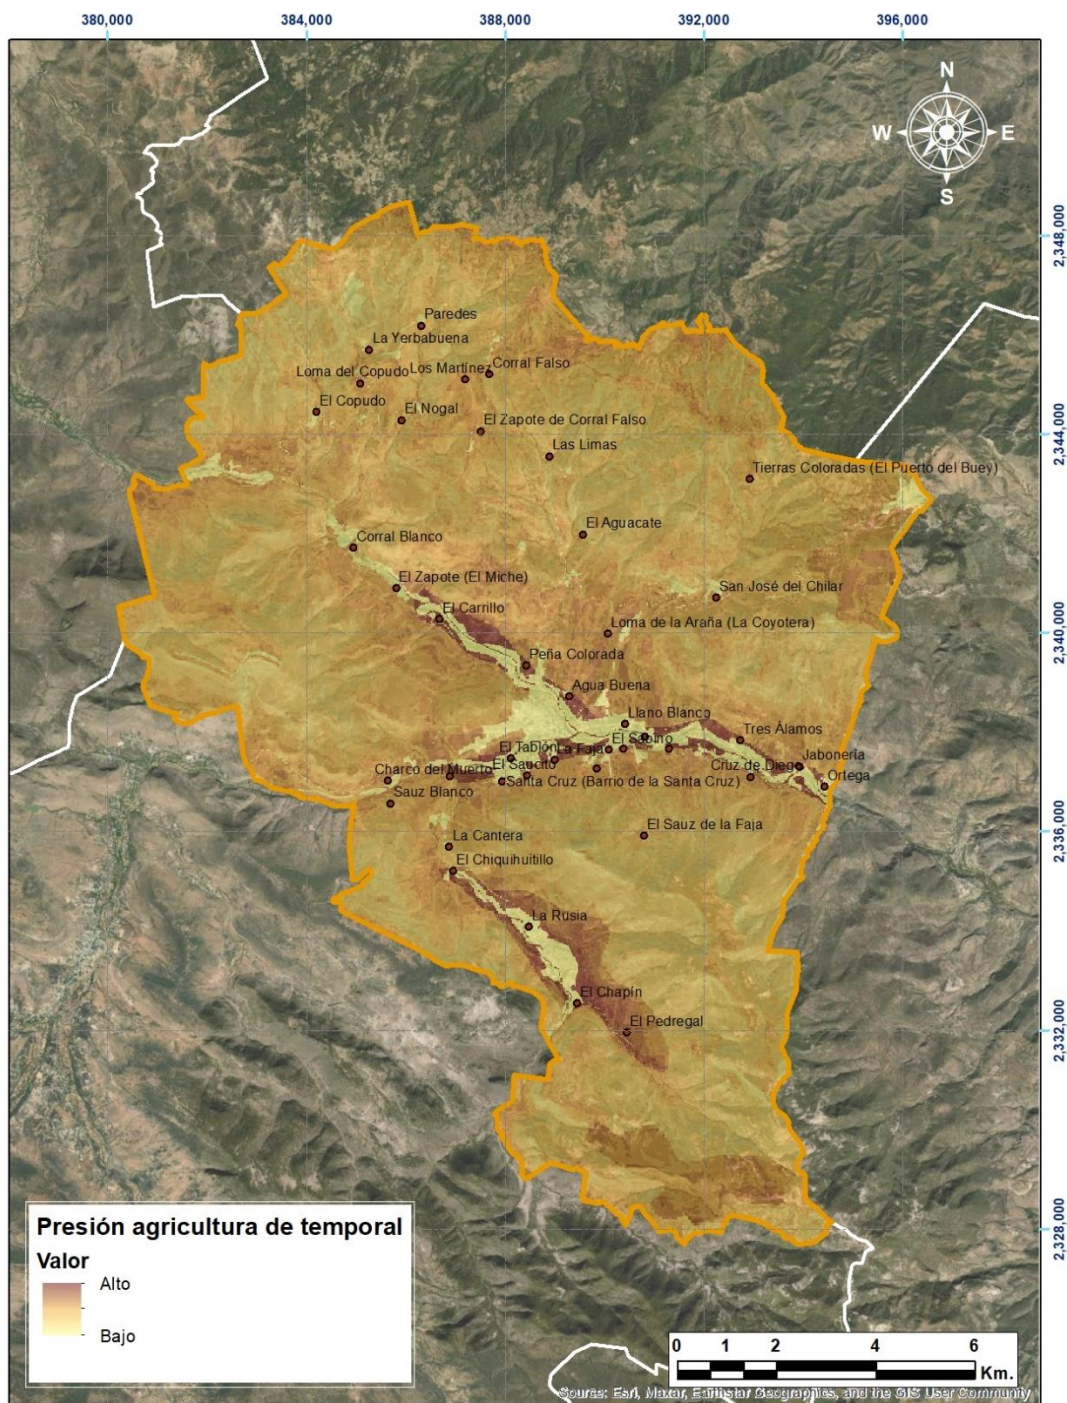 380,000
384,000
388,000
392,000
396,000
N
W
E
S
2,348,000
Paredes
La Yerbabuena
Corral Falso
Los Martínez
Loma del Copudo
El Copudo
El Nogal
El Zapote de Corral Falso
2,344,000
Las Limas
Tierras Coloradas (El Puerto del Buey)
El Aguacate
Corral Blanco
El Zapote (El Miche)
San José del Chilar
El Carrillo
Loma de la Araña (La Coyotera)
2,340,000
Peña Colorada
Agua Buena
Llano Blanco
Tres Álamos
El Sabino
El Tablón
La Faja
Jabonería
El Saucito
Cruz de Diego
Charco del Muerto
Ortega
Santa Cruz (Barrio de la Santa Cruz)
Sauz Blanco
El Sauz de la Faja
2,336,000
La Cantera
El Chiquihuitillo
La Rusia
El Chapín
El Pedregal
2,332,000
2,328,000
Presión agricultura de temporal
Valor
Alto
Bajo
0 1 2 4 6
Km.
Source: Esri, Maxar, Earthstar Geographics, and the GIS User Community